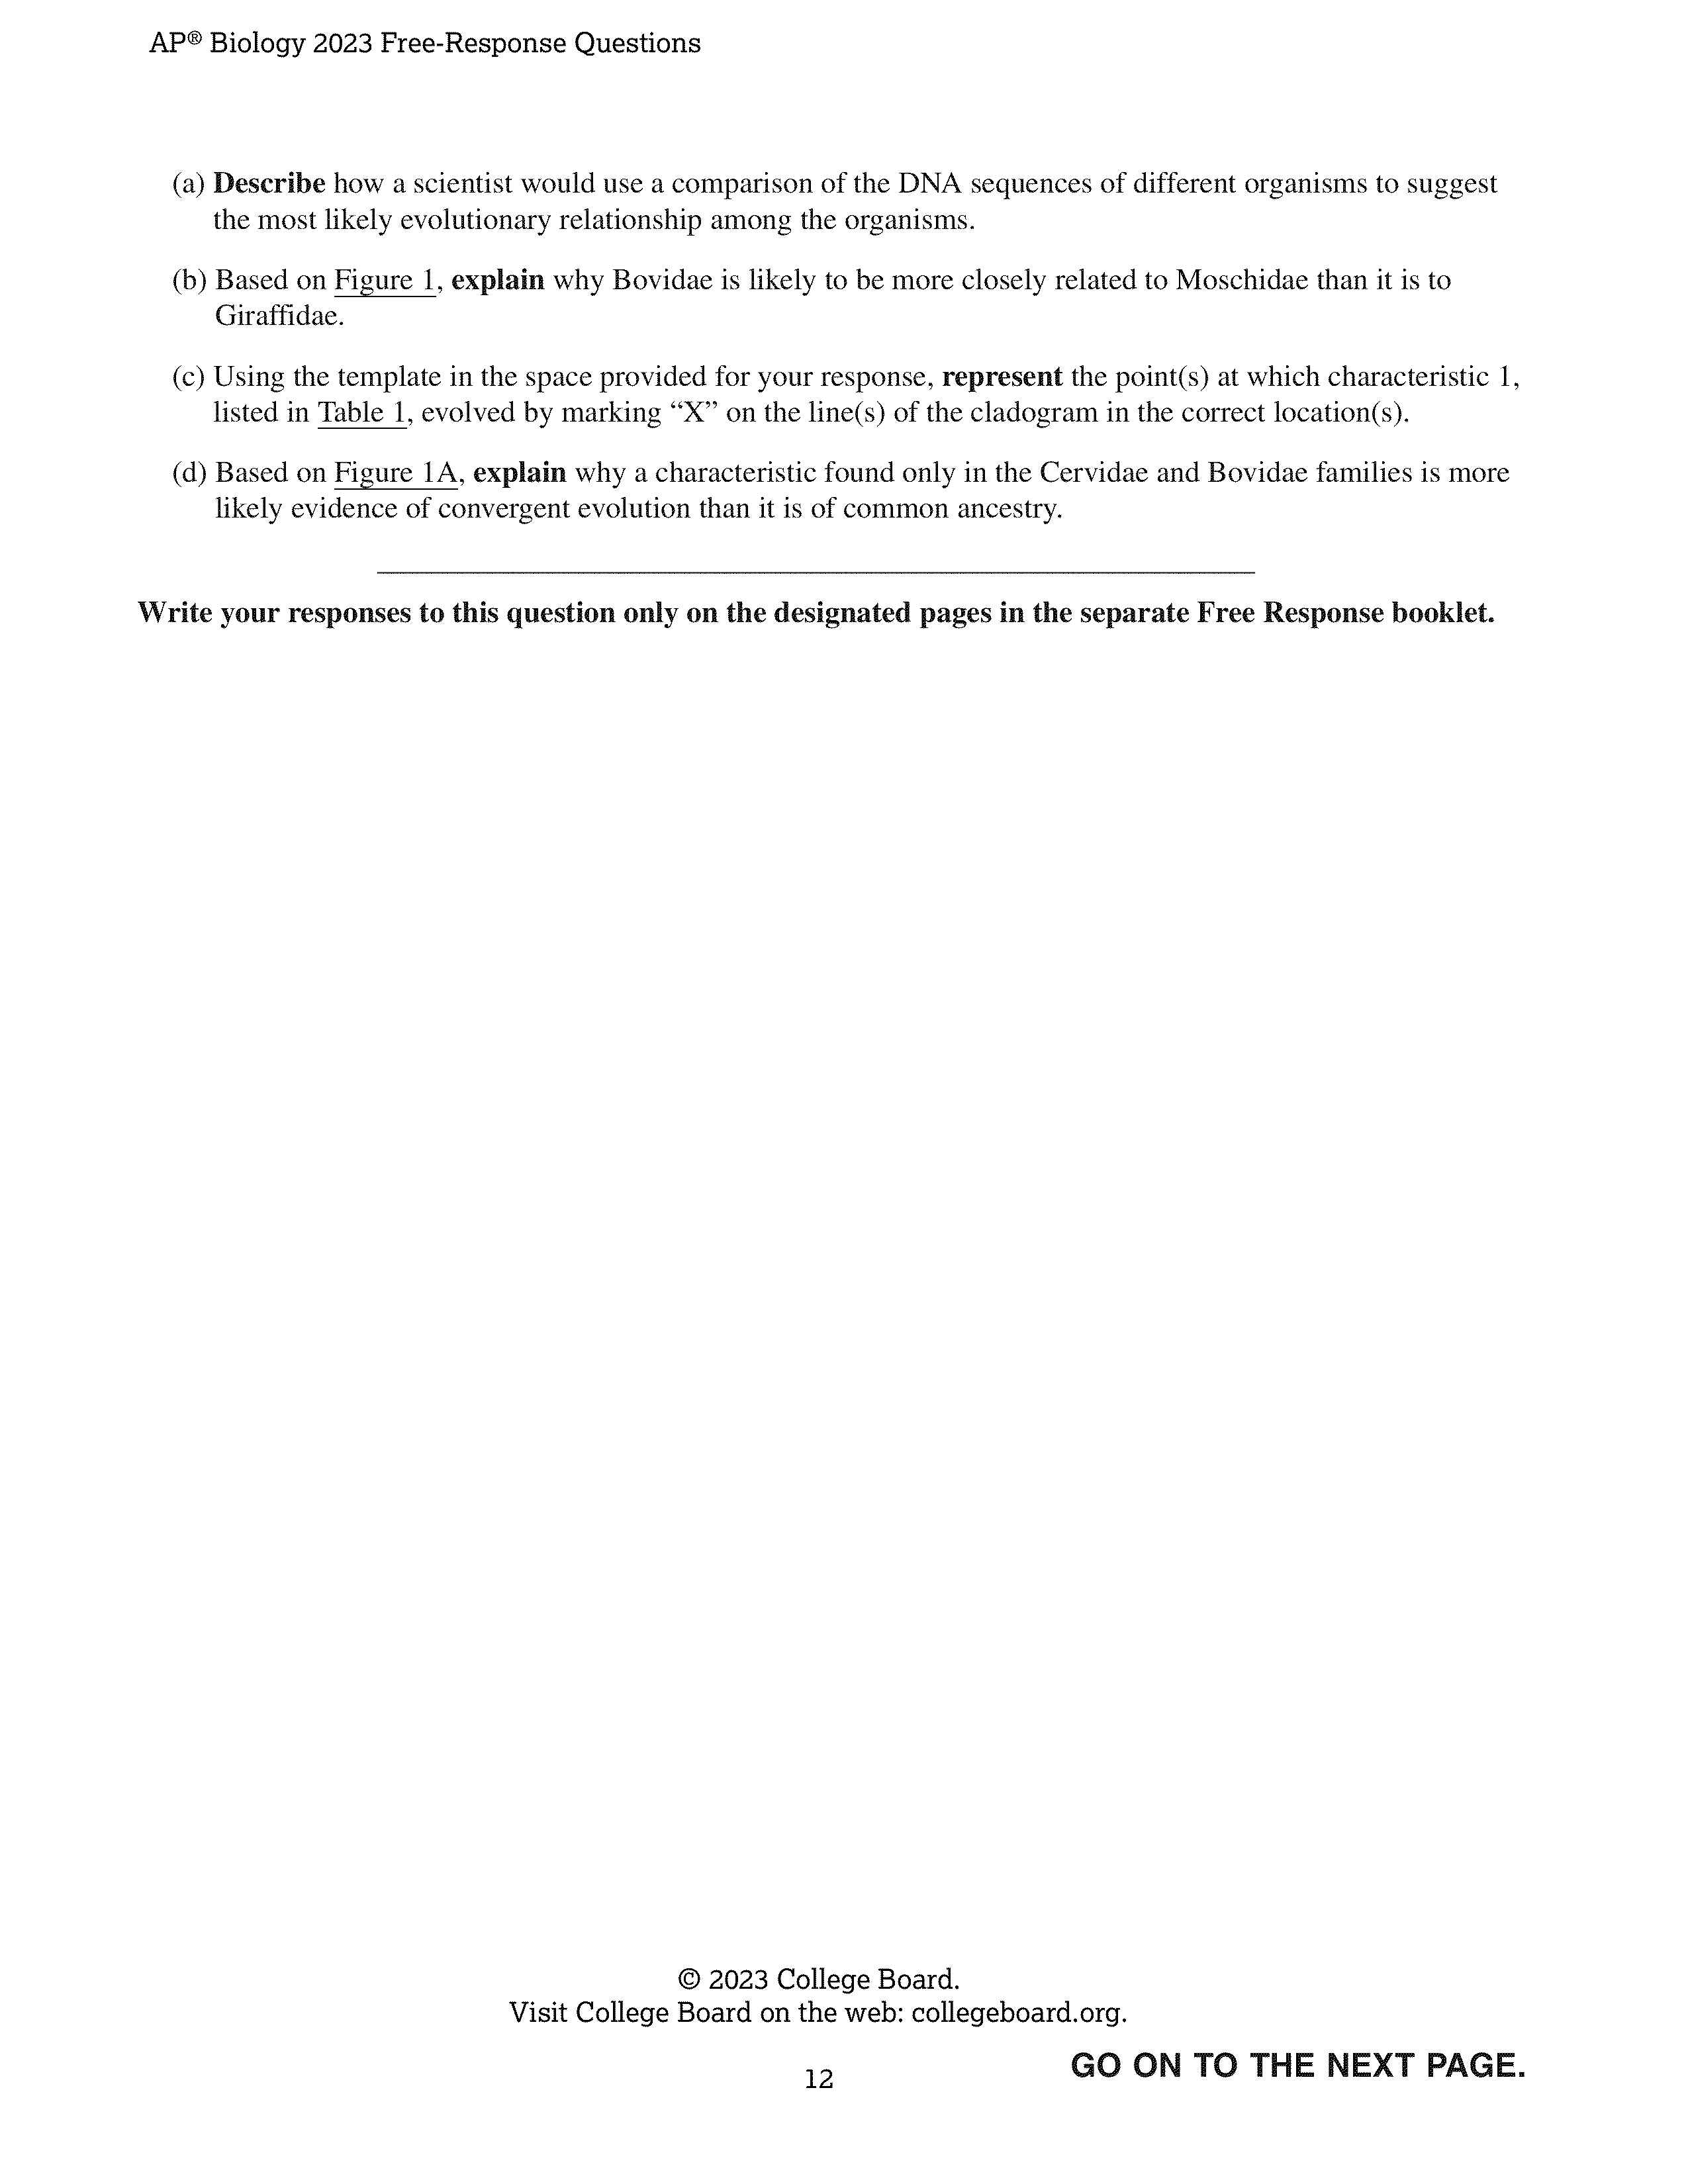 AP® Biology 2023 Free-Response Questions
(a) Describe how a scientist would use a comparison of the DNA sequences of different organisms to suggest
the most likely evolutionary relationship among the organisms.
(b) Based on Figure 1, explain why Bovidae is likely to be more closely related to Moschidae than it is to
Giraffidae.
(c) Using the template in the space provided for your response, represent the point(s) at which characteristic 1,
listed in Table 1, evolved by marking “X” on the line(s) of the cladogram in the correct location(s).
(d) Based on Figure 1A, explain why a characteristic found only in the Cervidae and Bovidae families is more
likely evidence of convergent evolution than it is of common ancestry.
Write your responses to this question only on the designated pages in the separate Free Response booklet.
© 2023 College Board.
Visit College Board on the web: collegeboard.org.
GO ON TO THE NEXT PAGE.
12